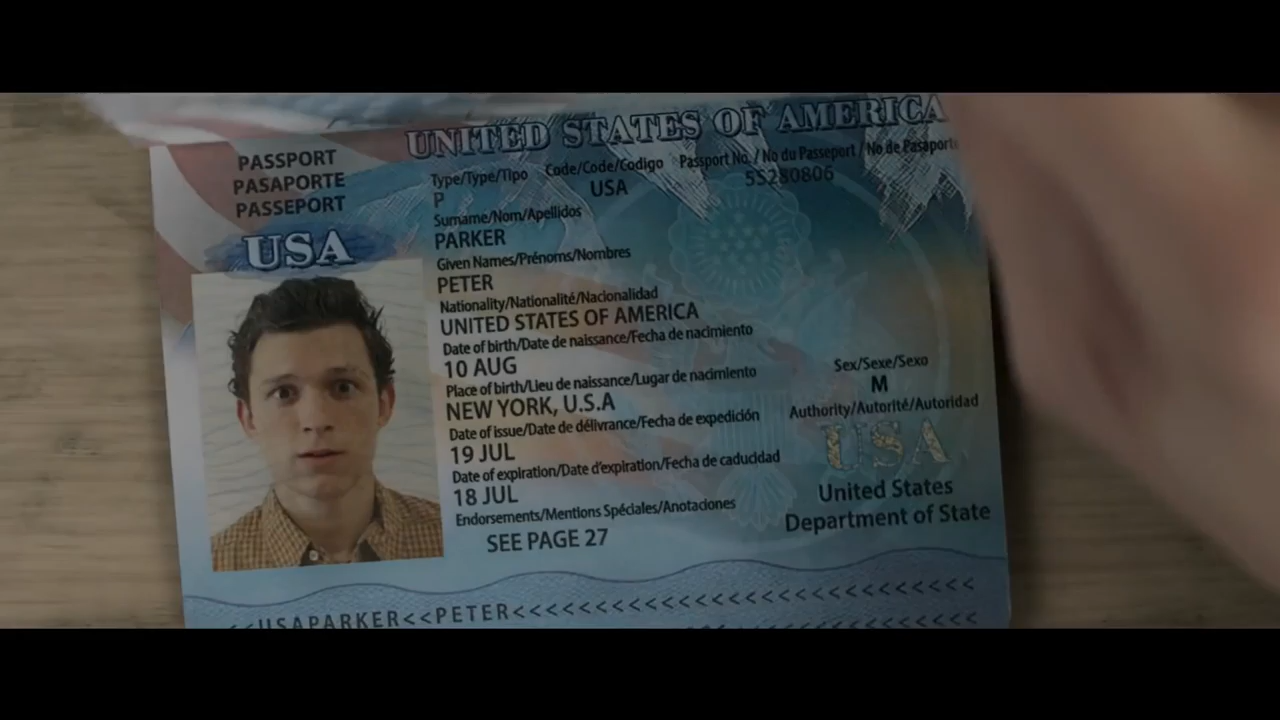 UNITED STATES OF AMERICA
PASSPORT
PASAPORTE
PASSEPORT
USA
Type/Type/Tipo Code/Code/Codigo Passport No./No du Passeport/No de Pasaporte
P USA 55280806
Surname/Nom/Apellidos
PARKER
Given Names/Prénoms/Nombres
PETER
Nationality/Nationalité/Nacionalidad
UNITED STATES OF AMERICA
Date of birth/Date de naissance/Fecha de nacimiento
10 AUG
Place of birth/Lieu de naissance/Lugar de nacimiento
NEW YORK, U.S.A
Date of issue/Date de délivrance/Fecha de expedición
19 JUL
Date of expiration/Date d'expiration/Fecha de caducidad
18 JUL
Endorsements/Mentions Spéciales/Anotaciones
SEE PAGE 27
Sex/Sexe/Sexo
M
Authority/Autorité/Autoridad
USA
United States
Department of State
<<USAPARKER<<PETER<<<<<<<<<<<<<<<<<<<<<<<<<<